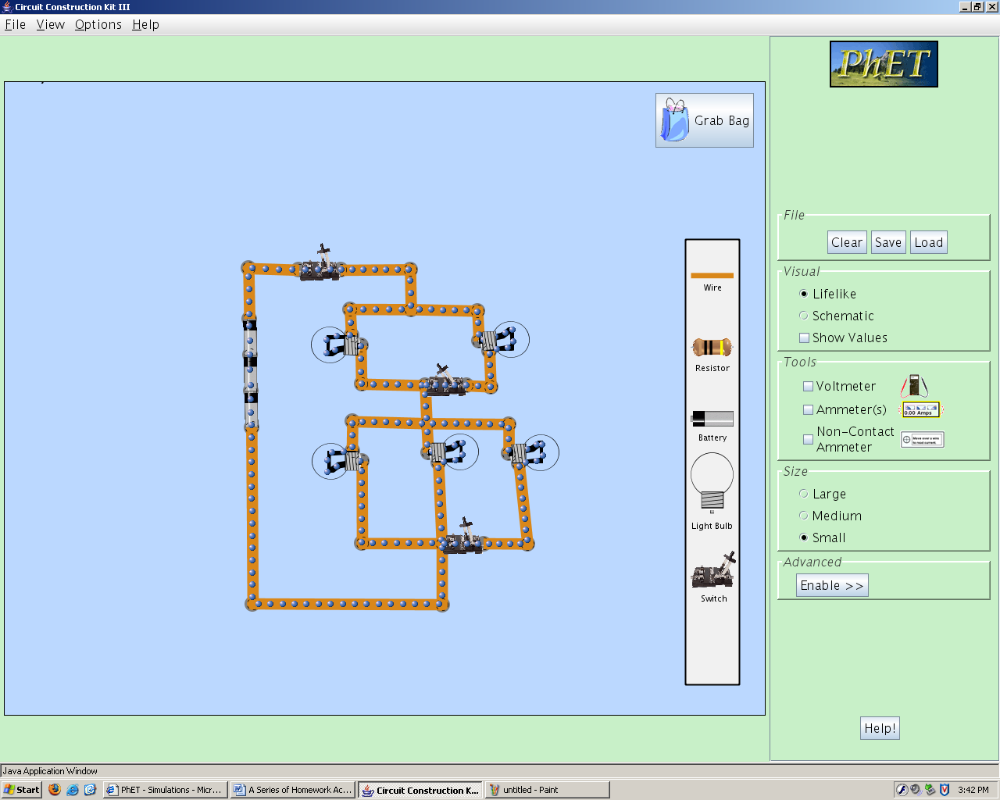 Circuit Construction Kit III
File View Options Help
PhET
Grab Bag
File
Clear Save Load
Visual
Lifelike
Schematic
Show Values
Tools
Voltmeter
Ammeter(s)
0.00 Amps
Non-Contact
Ammeter
Size
Large
Medium
Small
Advanced
Enable >>
Help!
Wire
Resistor
Battery
Light Bulb
Switch
Java Application Window
Start PhET - Simulations - Micr... A Series of Homework Ac... Circuit Construction K... untitled - Paint 3:42 PM